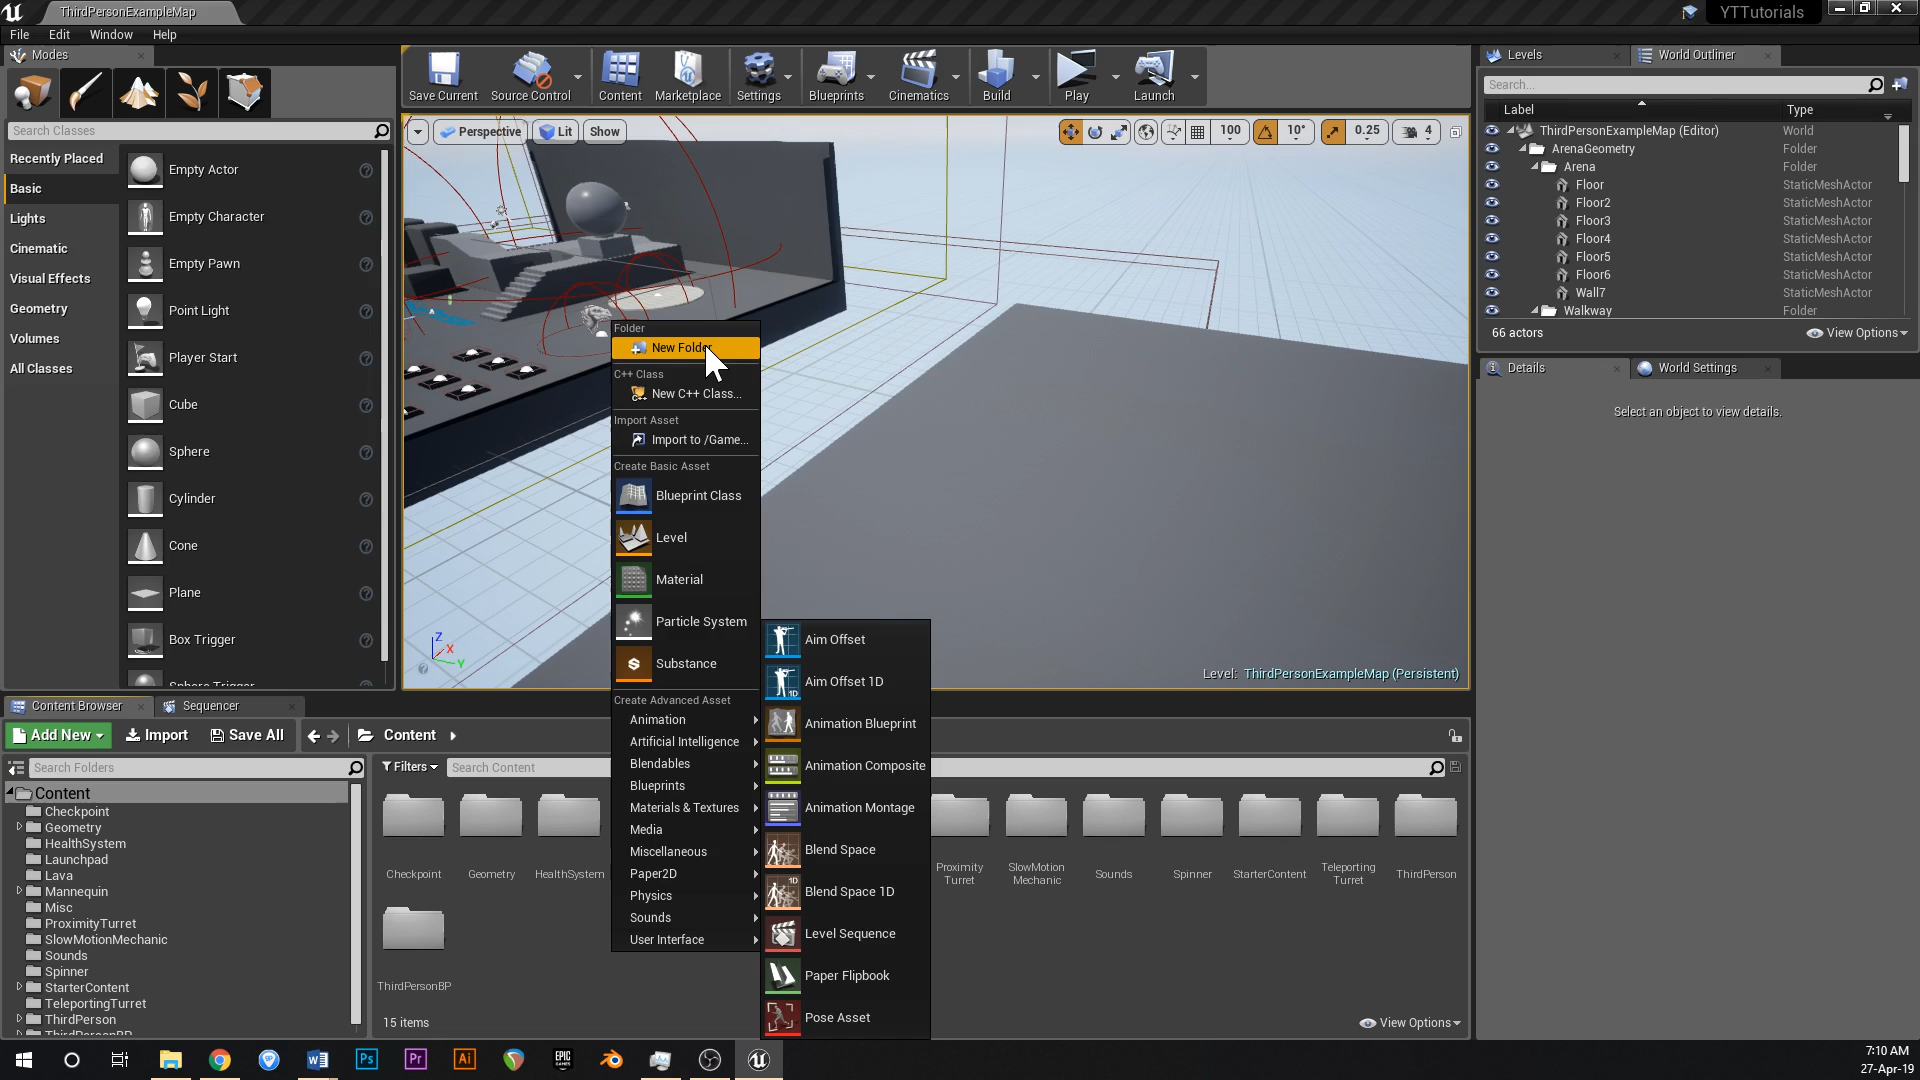 ThirdPersonExampleMap
YTTutorials
File Edit Window Help
Modes
Search Classes
Recently Placed
Basic
Lights
Cinematic
Visual Effects
Geometry
Volumes
All Classes
Empty Actor
Empty Character
Empty Pawn
Point Light
Player Start
Cube
Sphere
Cylinder
Cone
Plane
Box Trigger
Sphere Trigger
Save Current Source Control Content Marketplace Settings Blueprints Cinematics Build Play Launch
Perspective Lit Show
100 10° 0.25 4
Z
X
Y
Level: ThirdPersonExampleMap (Persistent)
Folder
New Folder
C++ Class
New C++ Class...
Import Asset
Import to /Game...
Create Basic Asset
Blueprint Class
Level
Material
Particle System
Substance
Create Advanced Asset
Animation
Artificial Intelligence
Blendables
Blueprints
Materials & Textures
Media
Miscellaneous
Paper2D
Physics
Sounds
User Interface
Aim Offset
Aim Offset 1D
Animation Blueprint
Animation Composite
Animation Montage
Blend Space
Blend Space 1D
Level Sequence
Paper Flipbook
Pose Asset
Levels World Outliner
Search...
Label Type
ThirdPersonExampleMap (Editor) World
ArenaGeometry Folder
Arena Folder
Floor StaticMeshActor
Floor2 StaticMeshActor
Floor3 StaticMeshActor
Floor4 StaticMeshActor
Floor5 StaticMeshActor
Floor6 StaticMeshActor
Wall7 StaticMeshActor
Walkway Folder
66 actors View Options
Details World Settings
Select an object to view details.
Content Browser Sequencer
Add New Import Save All Content
Search Folders
Filters Search Content
Content
Checkpoint
Geometry
HealthSystem
Launchpad
Lava
Mannequin
Misc
ProximityTurret
SlowMotionMechanic
Sounds
Spinner
StarterContent
TeleportingTurret
ThirdPerson
ThirdPersonBP
Checkpoint Geometry HealthSystem Proximity Turret SlowMotion Mechanic Sounds Spinner StarterContent Teleporting Turret ThirdPerson
ThirdPersonBP
15 items View Options
Ps Pr Ai
EPIC GAMES
7:10 AM
27-Apr-19